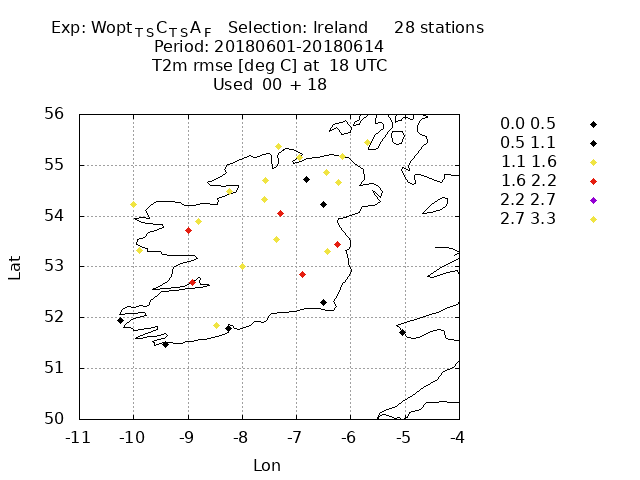 Exp: Wopt T S C T S A F Selection: Ireland 28 stations
Period: 20180601-20180614
T2m rmse [deg C] at 18 UTC
Used 00 + 18
56
55
54
53
52
51
50
-11 -10 -9 -8 -7 -6 -5 -4
Lat
Lon
0.0 0.5
0.5 1.1
1.1 1.6
1.6 2.2
2.2 2.7
2.7 3.3